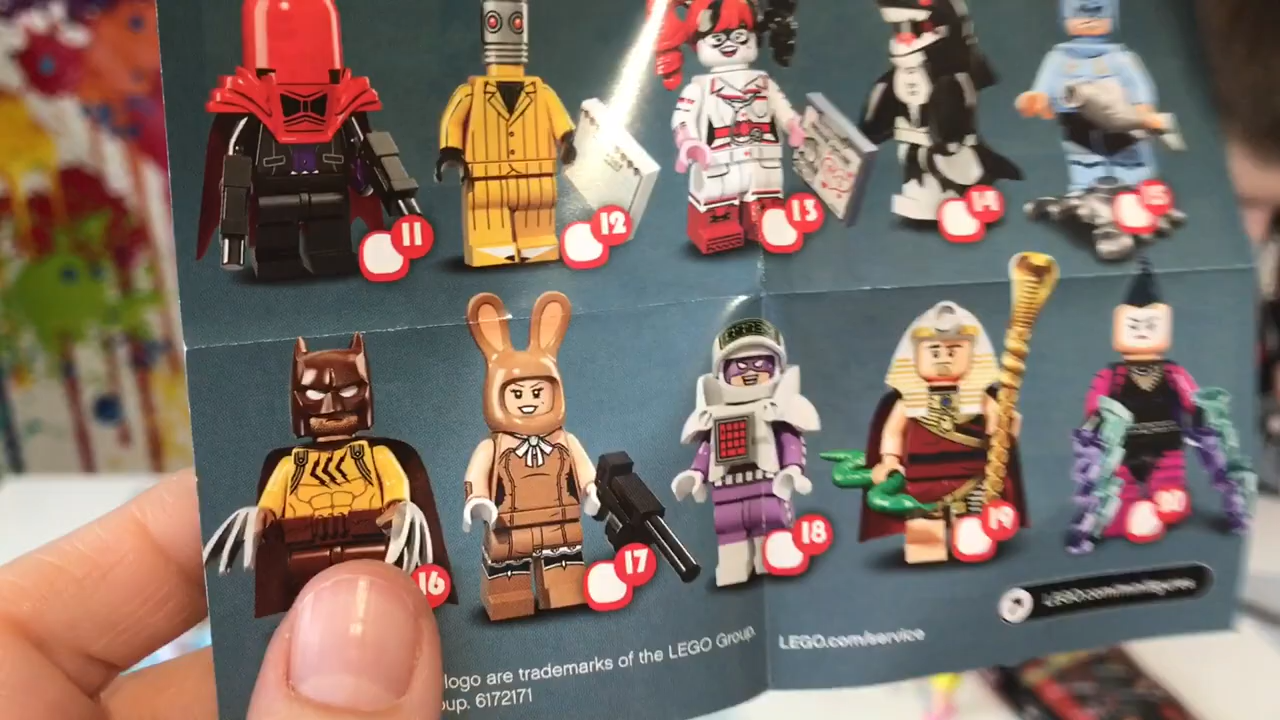 11
12
13
14
15
16
17
18
19
20
LEGO.com/minifigures
logo are trademarks of the LEGO Group.
LEGO.com/service
oup. 6172171